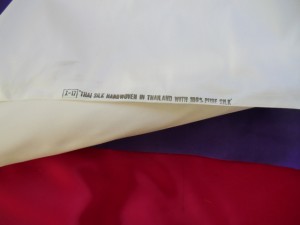 "THAI SILK HANDWOVEN IN THAILAND WITH 100% PURE SILK"